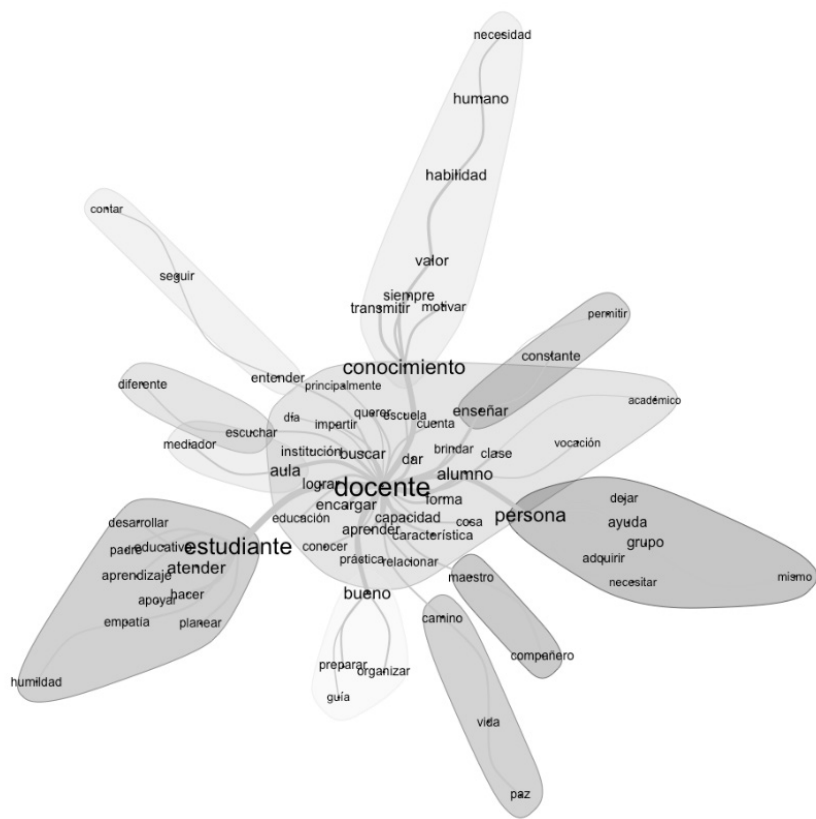 necesidad
humano
habilidad
contar
valor
seguir
siempre
transmitir
motivar
permitir
constante
conocimiento
entender
diferente
principalmente
académico
día
querer
escuela
enseñar
impartir
cuenta
escuchar
mediador
vocación
institución
buscar
brindar
clase
dar
aula
alumno
lograr
docente
forma
dejar
encargar
persona
educación
capacidad
cosa
ayuda
desarrollar
aprender
característica
grupo
padre
educativo
estudiante
conocer
práctica
relacionar
adquirir
atender
aprendizaje
maestro
necesitar
mismo
hacer
apoyar
bueno
empatía
planear
camino
compañero
preparar
organizar
humildad
guía
vida
paz